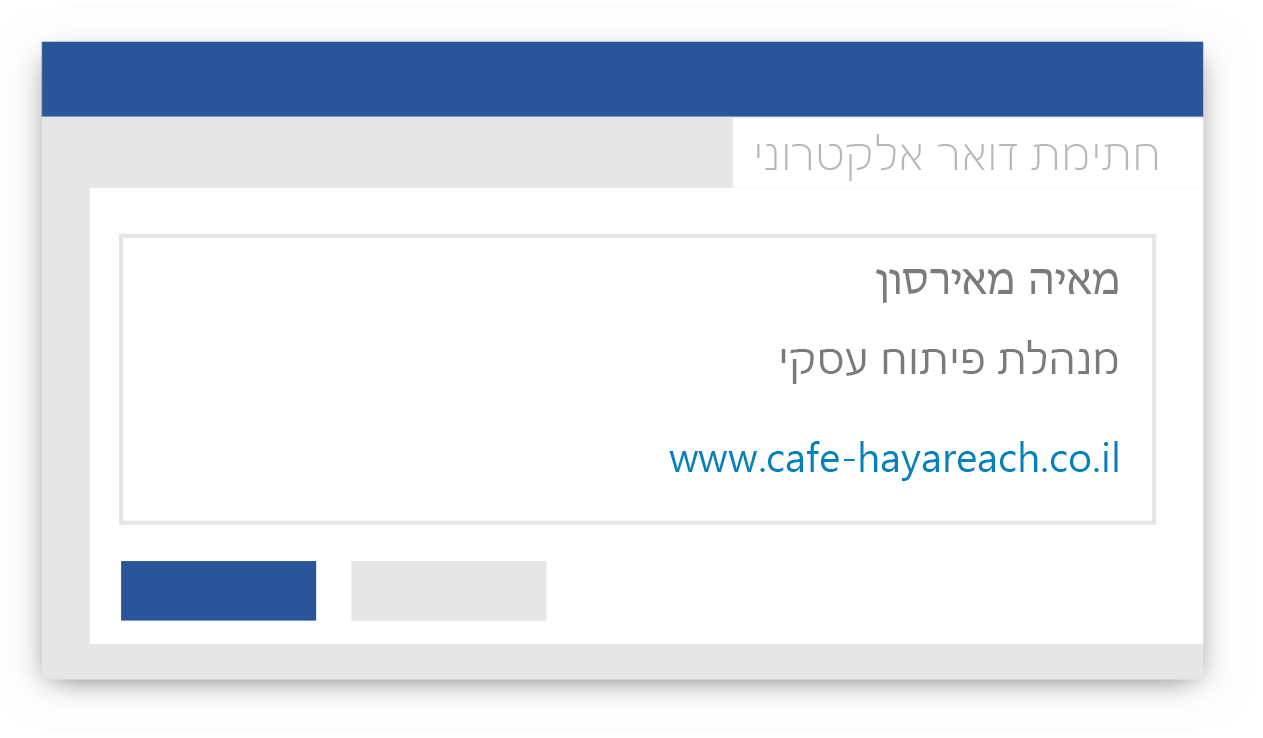 חתימת דואר אלקטרוני
מאיה מאירסון
מנהלת פיתוח עסקי
www.cafe-hayareach.co.il